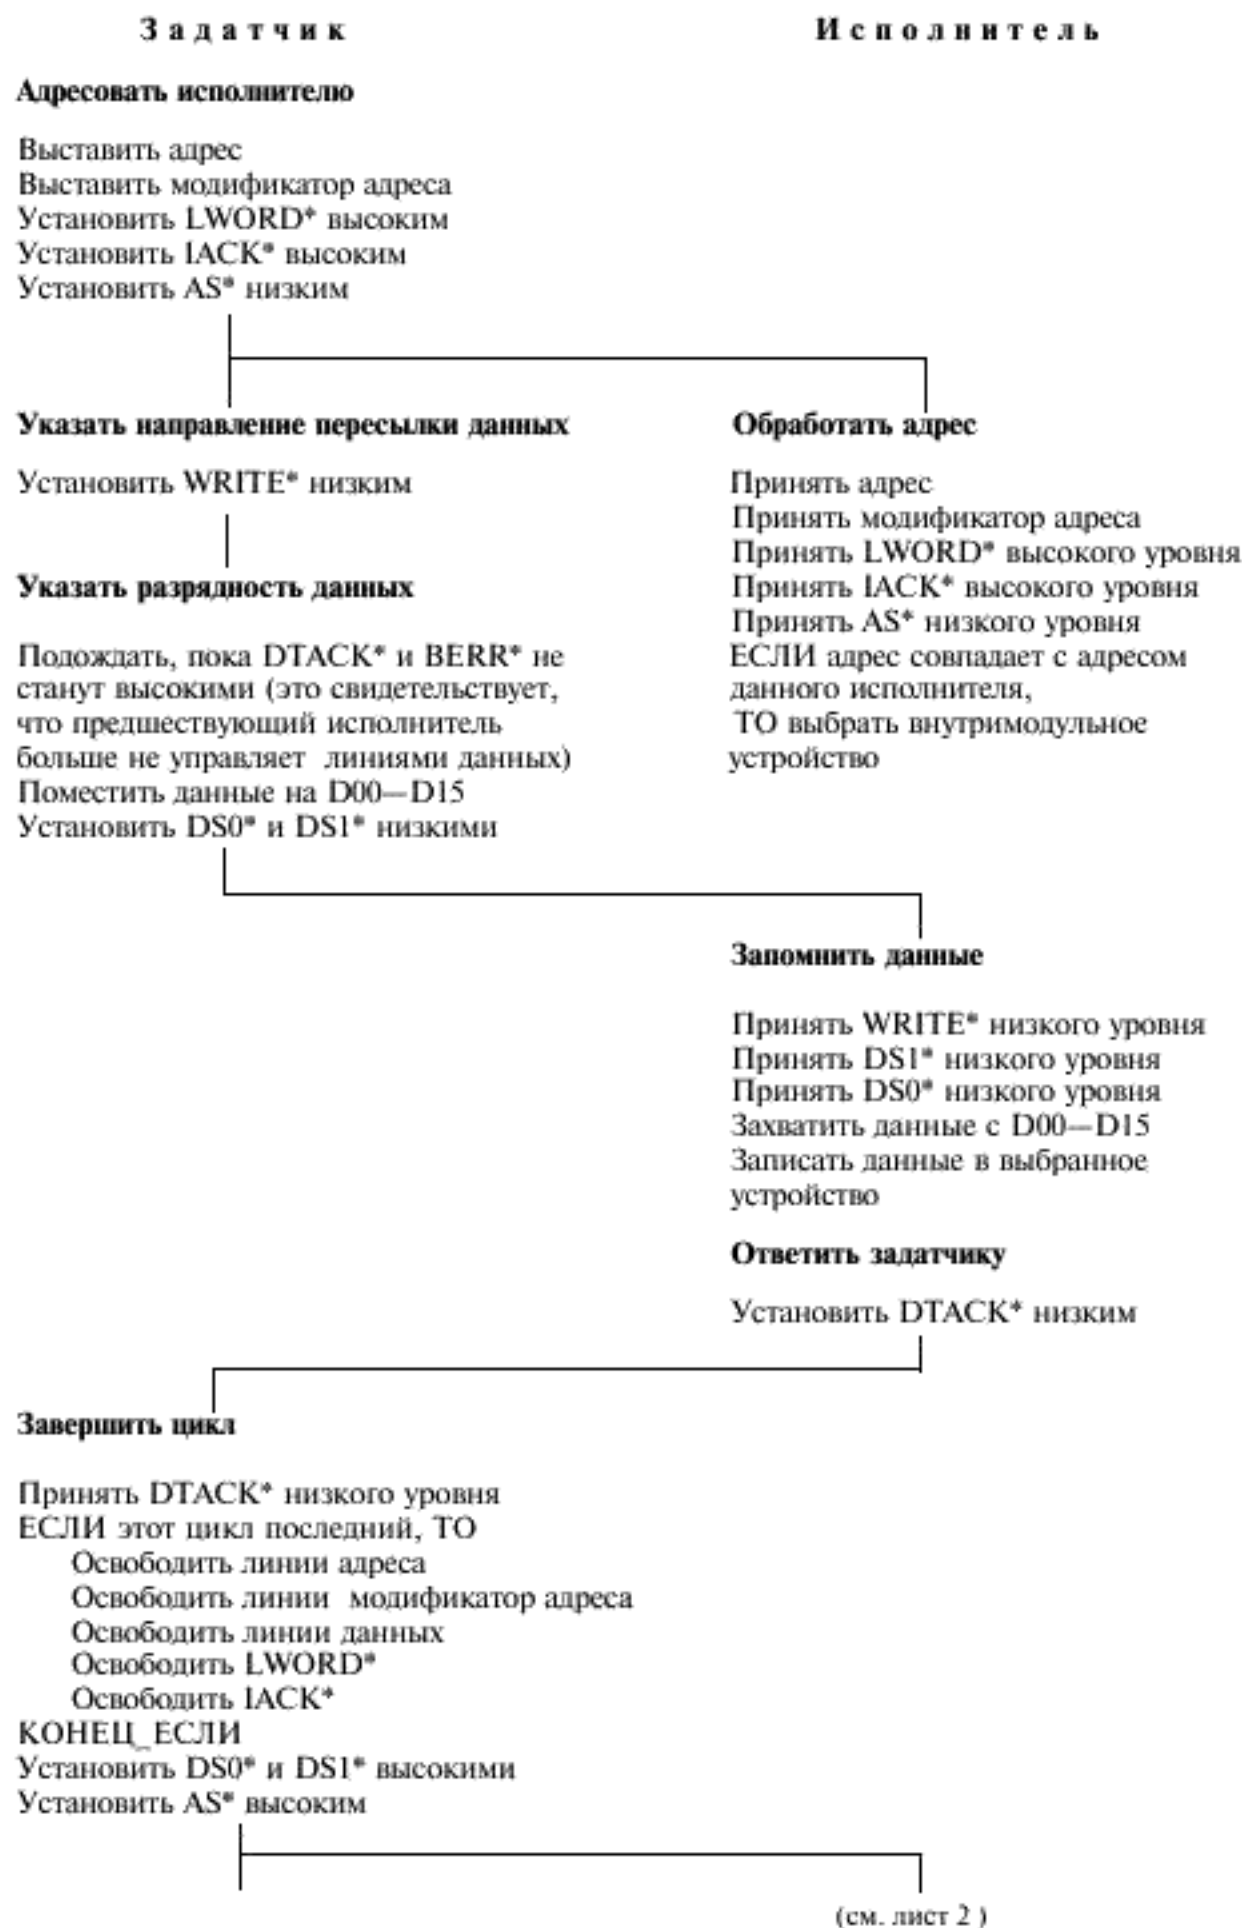 Задатчик
Исполнитель
Адресовать исполнителю
Выставить адрес
Выставить модификатор адреса
Установить LWORD* высоким
Установить IACK* высоким
Установить AS* низким
Указать направление пересылки данных
Установить WRITE* низким
Указать разрядность данных
Подождать, пока DTACK* и BERR* не
станут высокими (это свидетельствует,
что предшествующий исполнитель
больше не управляет линиями данных)
Поместить данные на D00—D15
Установить DS0* и DS1* низкими
Обработать адрес
Принять адрес
Принять модификатор адреса
Принять LWORD* высокого уровня
Принять IACK* высокого уровня
Принять AS* низкого уровня
ЕСЛИ адрес совпадает с адресом
данного исполнителя,
ТО выбрать внутримодульное
устройство
Запомнить данные
Принять WRITE* низкого уровня
Принять DS1* низкого уровня
Принять DS0* низкого уровня
Захватить данные с D00—D15
Записать данные в выбранное
устройство
Ответить задатчику
Установить DTACK* низким
Завершить цикл
Принять DTACK* низкого уровня
ЕСЛИ этот цикл последний, ТО
Освободить линии адреса
Освободить линии модификатор адреса
Освободить линии данных
Освободить LWORD*
Освободить IACK*
КОНЕЦ_ЕСЛИ
Установить DS0* и DS1* высокими
Установить AS* высоким
(см. лист 2 )